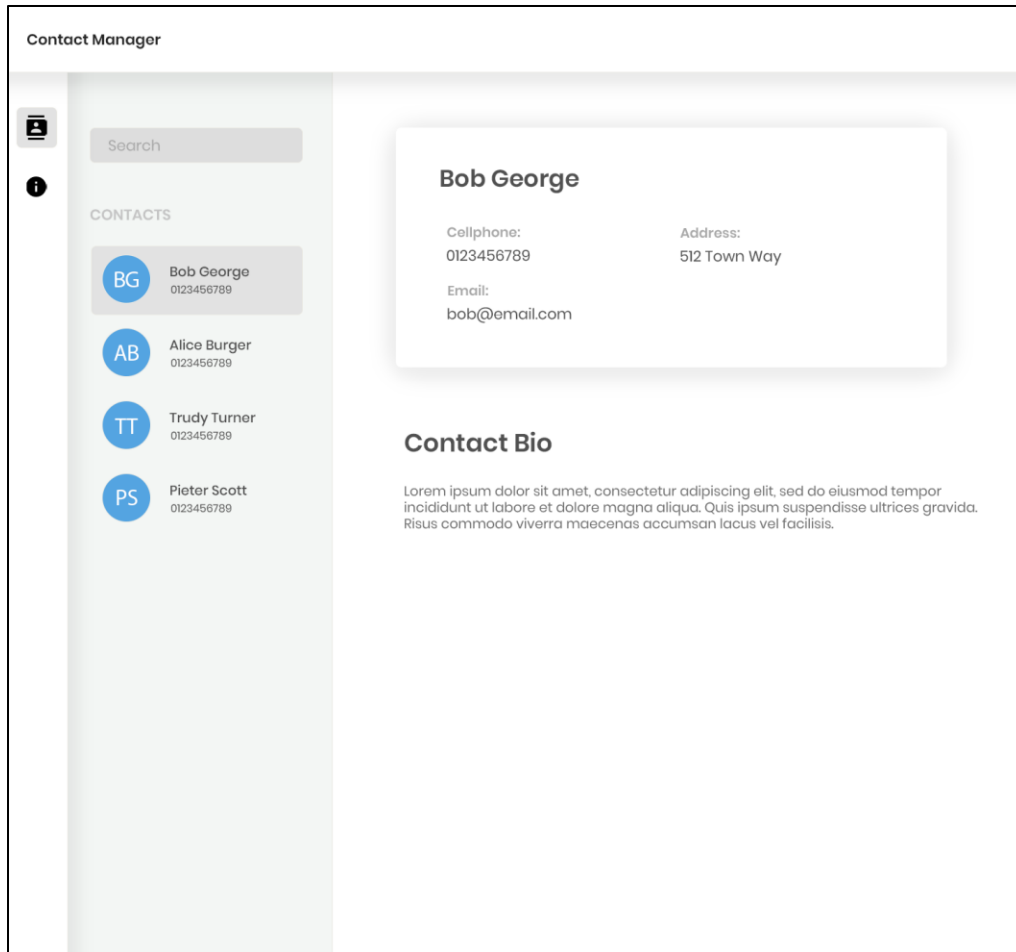 Contact Manager
Search
CONTACTS
BG
Bob George
0123456789
AB
Alice Burger
0123456789
TT
Trudy Turner
0123456789
PS
Pieter Scott
0123456789
Bob George
Cellphone:
0123456789
Address:
512 Town Way
Email:
bob@email.com
Contact Bio
Lorem ipsum dolor sit amet, consectetur adipiscing elit, sed do eiusmod tempor
incididunt ut labore et dolore magna aliqua. Quis ipsum suspendisse ultrices gravida.
Risus commodo viverra maecenas accumsan lacus vel facilisis.